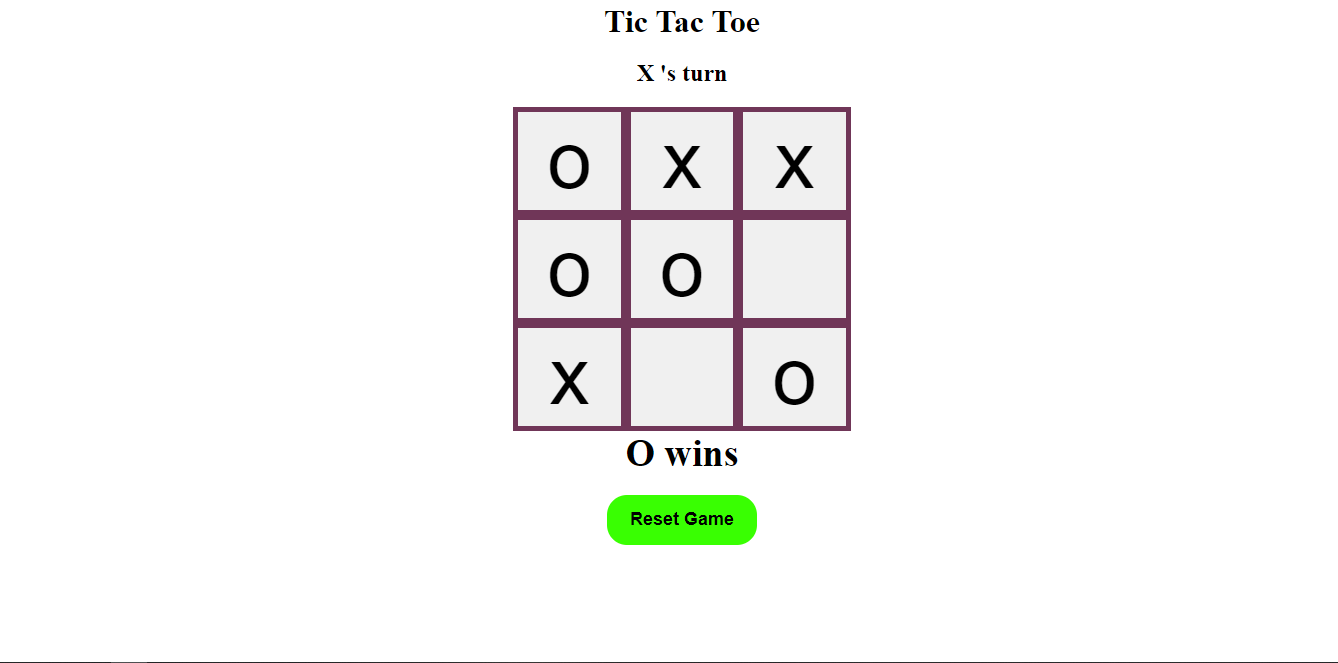 Tic Tac Toe
X 's turn
O X X
O O
X O
O wins
Reset Game